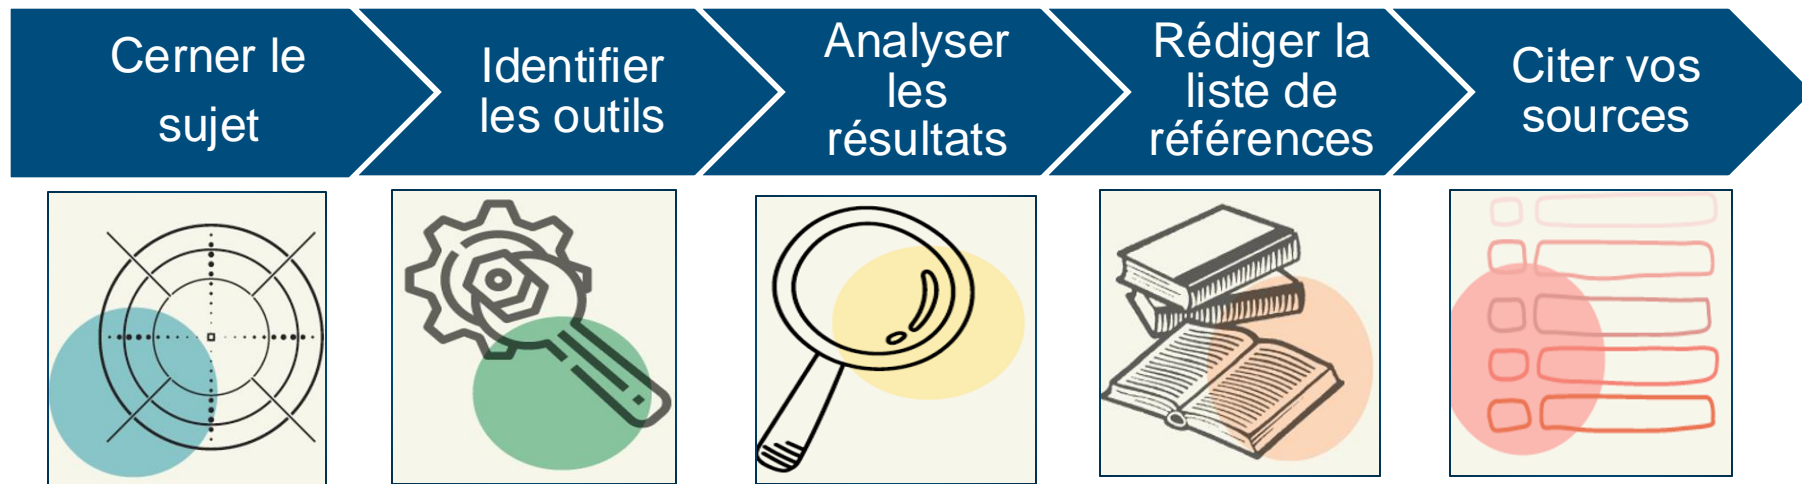 Cerner le
sujet
Identifier
les outils
Analyser
les
résultats
Rédiger la
liste de
références
Citer vos
sources